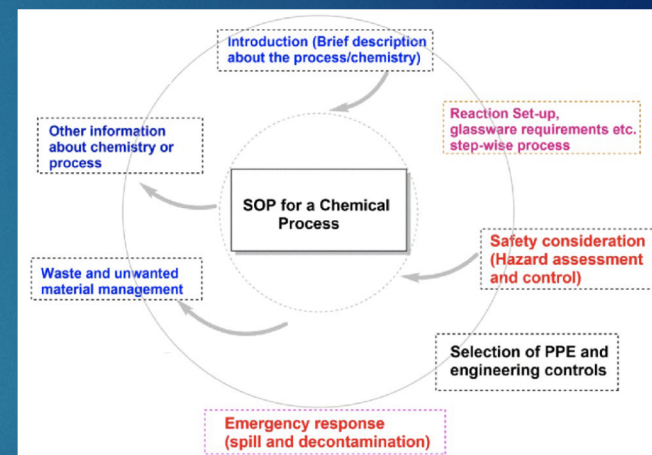 Introduction (Brief description
about the process/chemistry)
Reaction Set-up,
glassware requirements etc.
step-wise process
Other information
about chemistry or
process
SOP for a Chemical
Process
Safety consideration
(Hazard assessment
and control)
Waste and unwanted
material management
Selection of PPE and
engineering controls
Emergency response
(spill and decontamination)